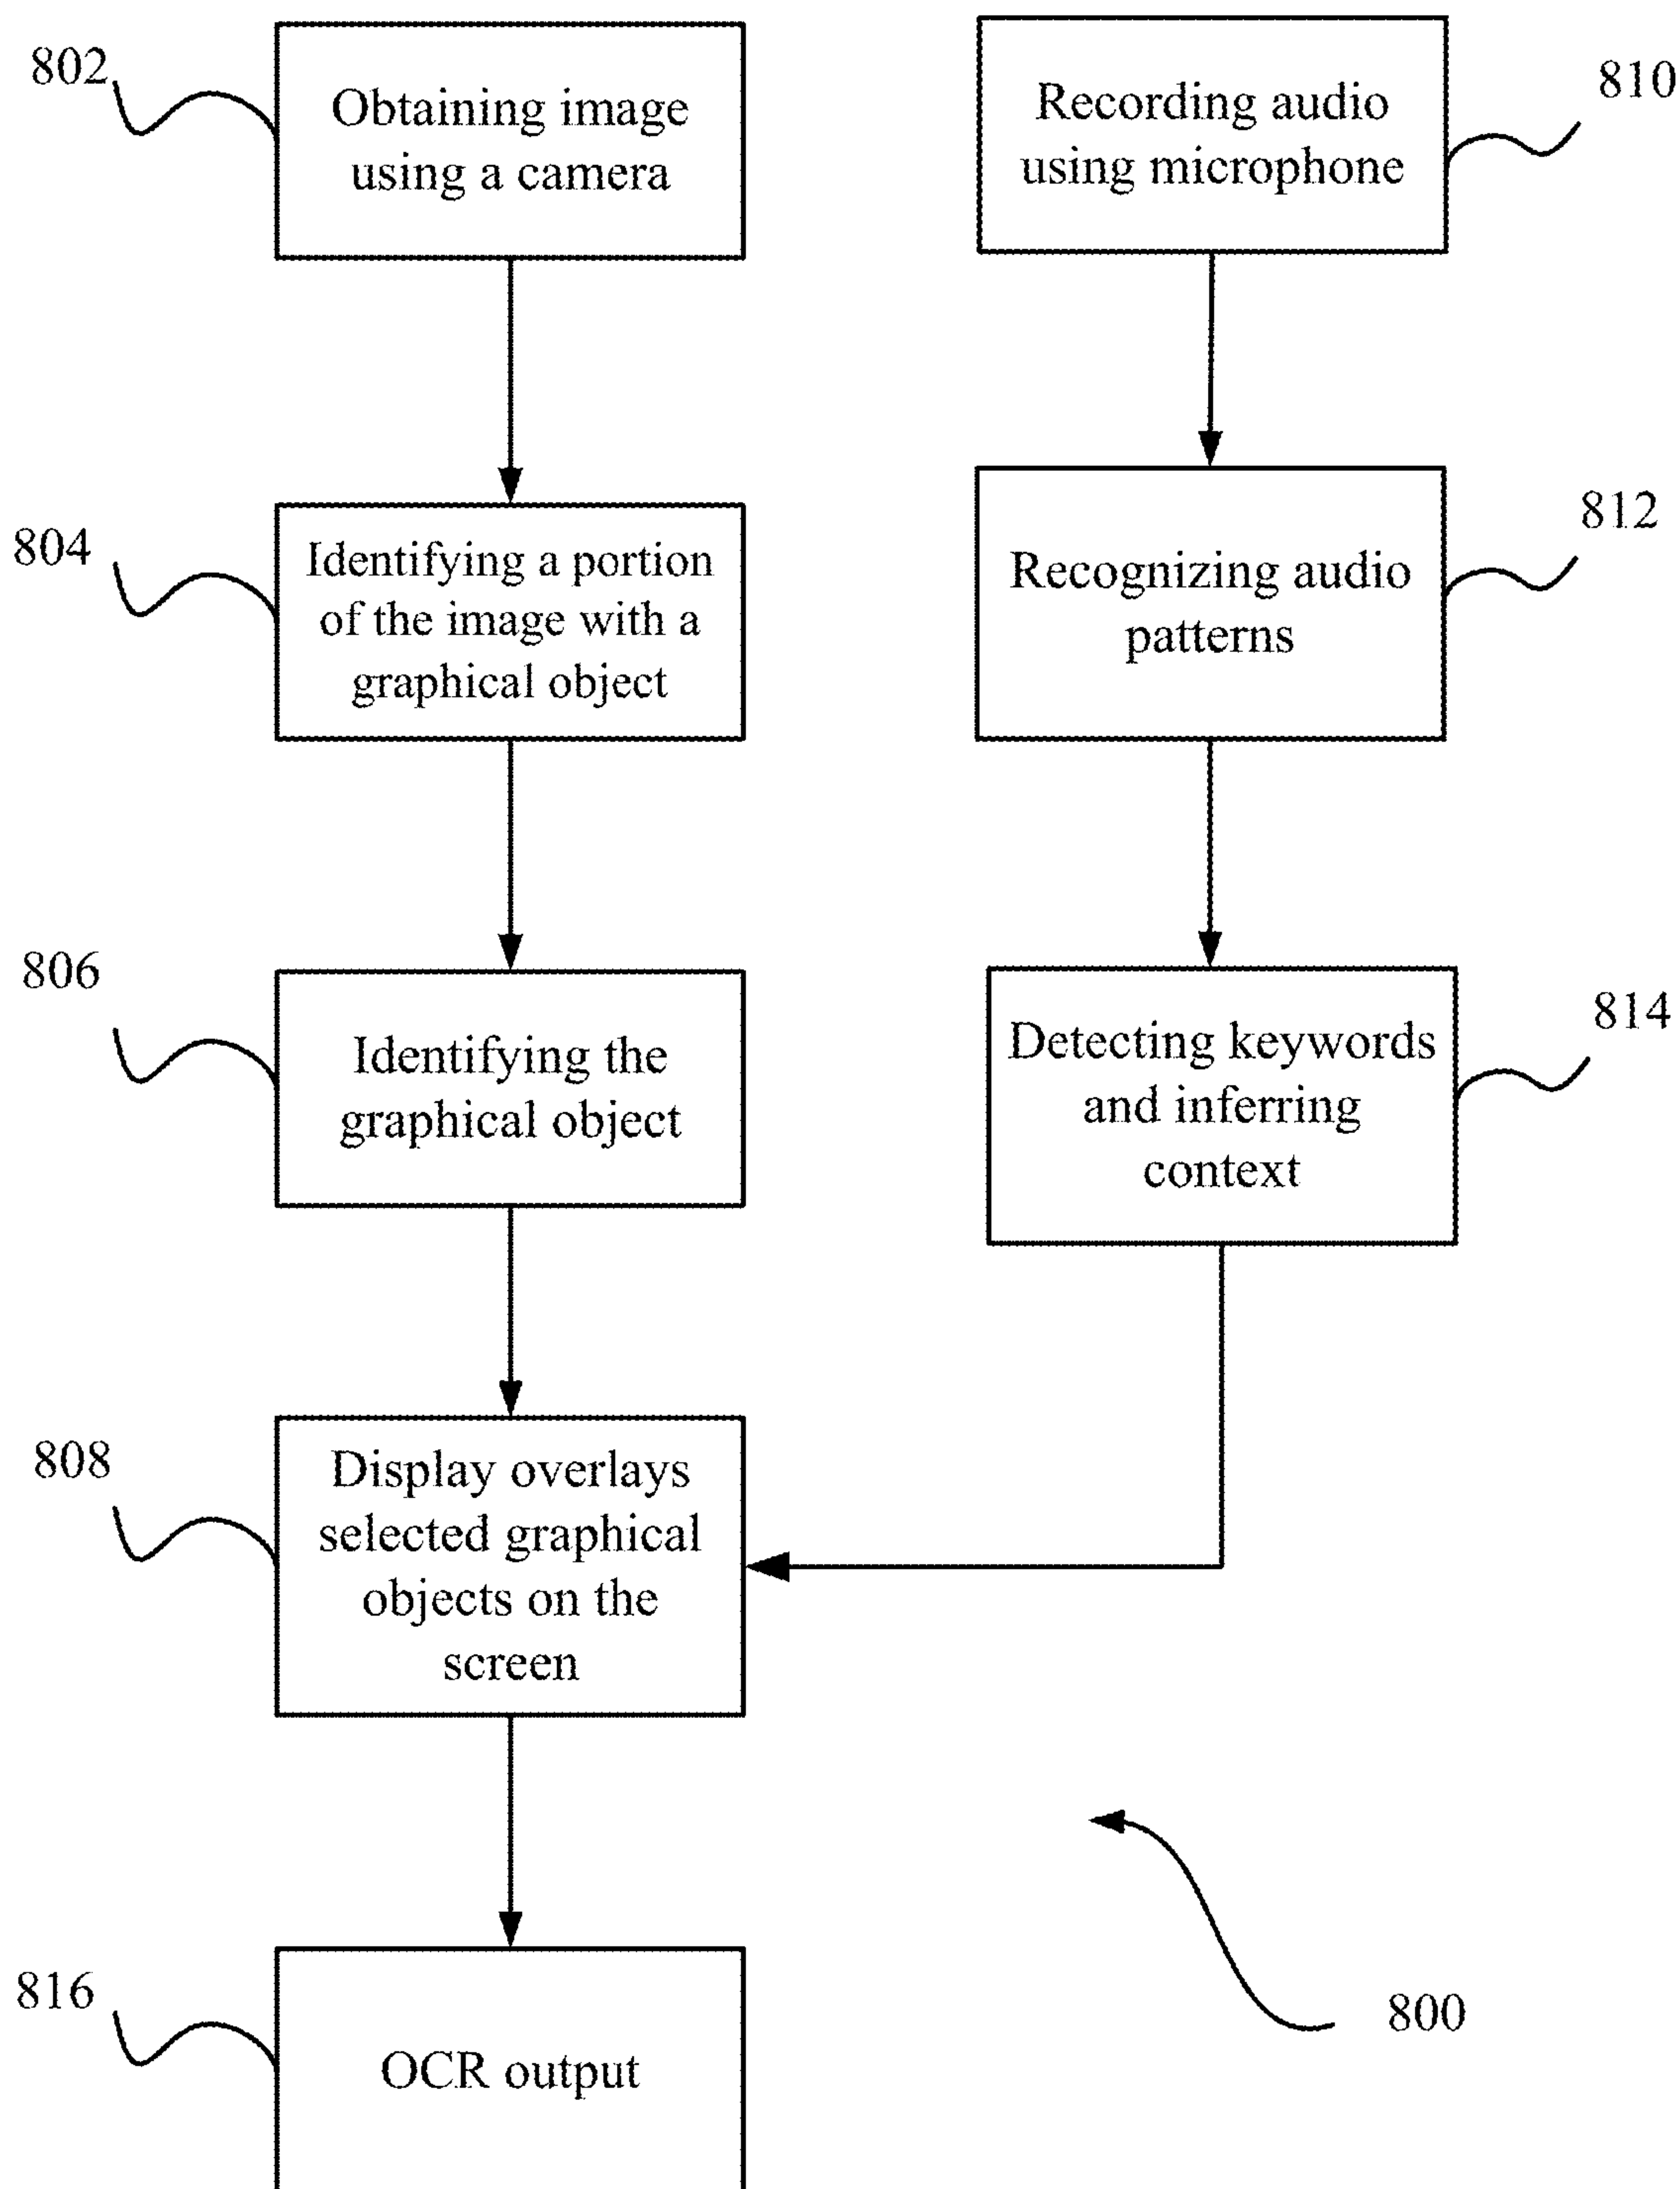 802
Obtaining image
using a camera
810
Recording audio
using microphone
804
Identifying a portion
of the image with a
graphical object
812
Recognizing audio
patterns
806
Identifying the
graphical object
814
Detecting keywords
and inferring
context
808
Display overlays
selected graphical
objects on the
screen
816
OCR output
800